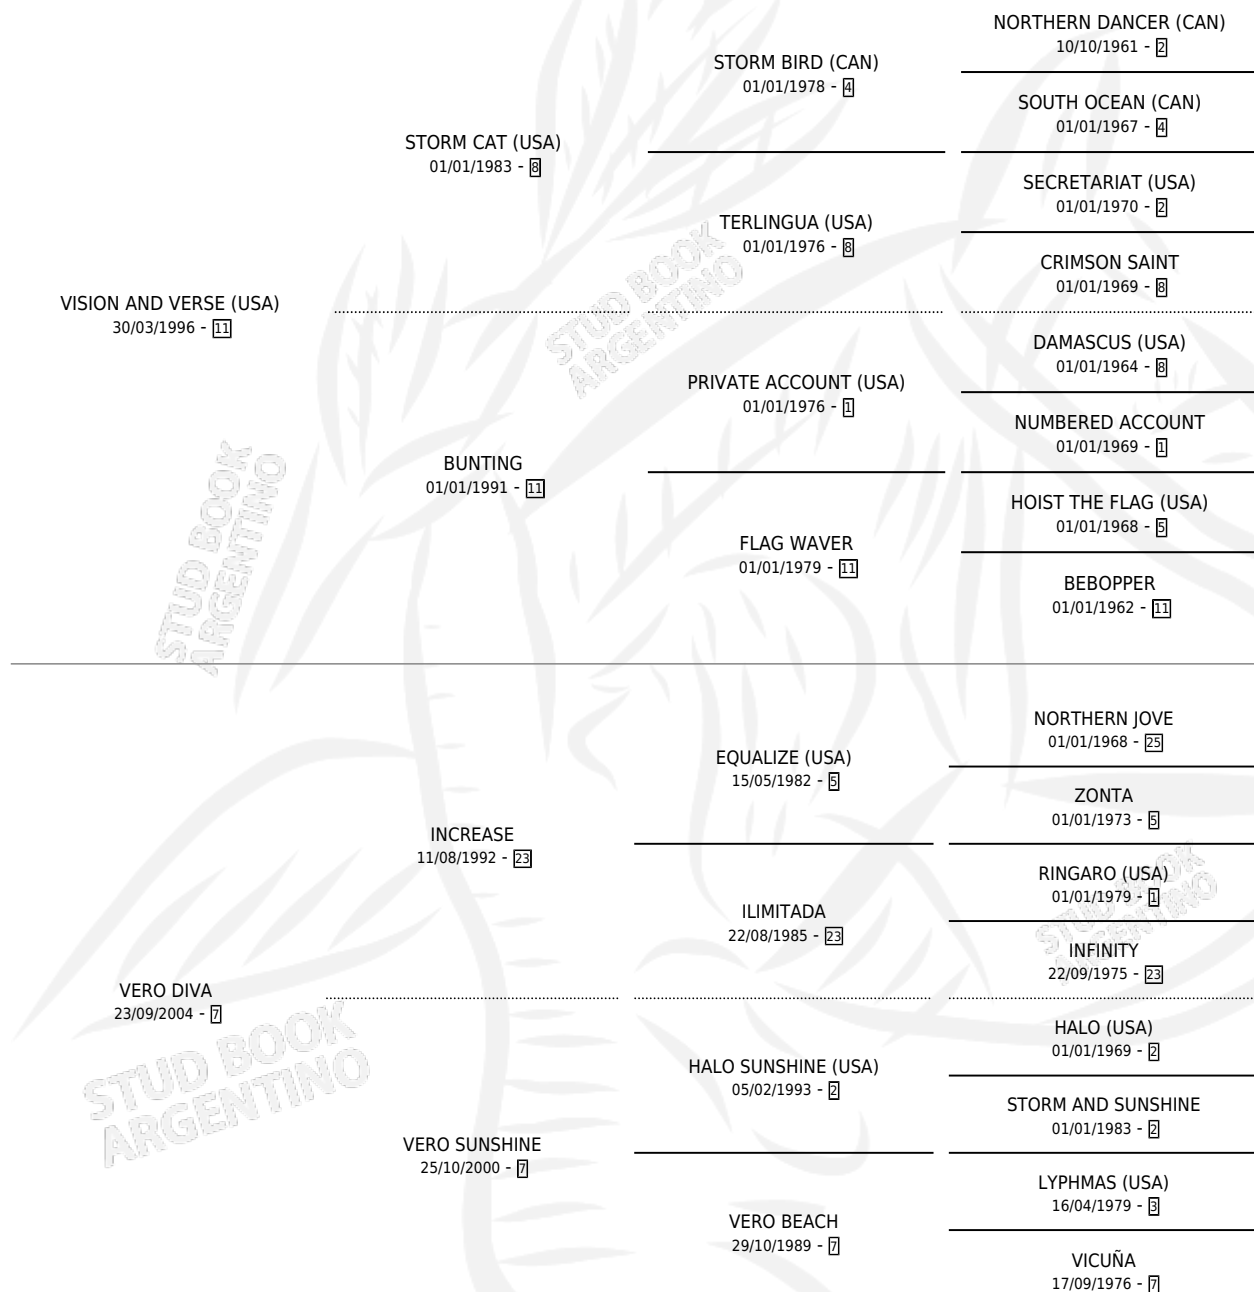 NORTHERN DANCER (CAN)
10/10/1961 - 2
STORM BIRD (CAN)
01/01/1978 - 4
SOUTH OCEAN (CAN)
01/01/1967 - 4
STORM CAT (USA)
01/01/1983 - 8
SECRETARIAT (USA)
01/01/1970 - 2
TERLINGUA (USA)
01/01/1976 - 8
CRIMSON SAINT
01/01/1969 - 8
VISION AND VERSE (USA)
30/03/1996 - 11
DAMASCUS (USA)
01/01/1964 - 8
PRIVATE ACCOUNT (USA)
01/01/1976 - 1
NUMBERED ACCOUNT
01/01/1969 - 1
BUNTING
01/01/1991 - 11
HOIST THE FLAG (USA)
01/01/1968 - 5
FLAG WAVER
01/01/1979 - 11
BEBOPPER
01/01/1962 - 11
NORTHERN JOVE
01/01/1968 - 25
EQUALIZE (USA)
15/05/1982 - 5
ZONTA
01/01/1973 - 5
INCREASE
11/08/1992 - 23
RINGARO (USA)
01/01/1979 - 1
ILIMITADA
22/08/1985 - 23
INFINITY
22/09/1975 - 23
VERO DIVA
23/09/2004 - 7
HALO (USA)
01/01/1969 - 2
HALO SUNSHINE (USA)
05/02/1993 - 2
STORM AND SUNSHINE
01/01/1983 - 2
VERO SUNSHINE
25/10/2000 - 7
LYPHMAS (USA)
16/04/1979 - 3
VERO BEACH
29/10/1989 - 7
VICUÑA
17/09/1976 - 7
STUD BOOK
ARGENTINO
STUD BOOK
ARGENTINO
STUD BOOK
ARGENTINO
STUD BOOK
ARGENTINO